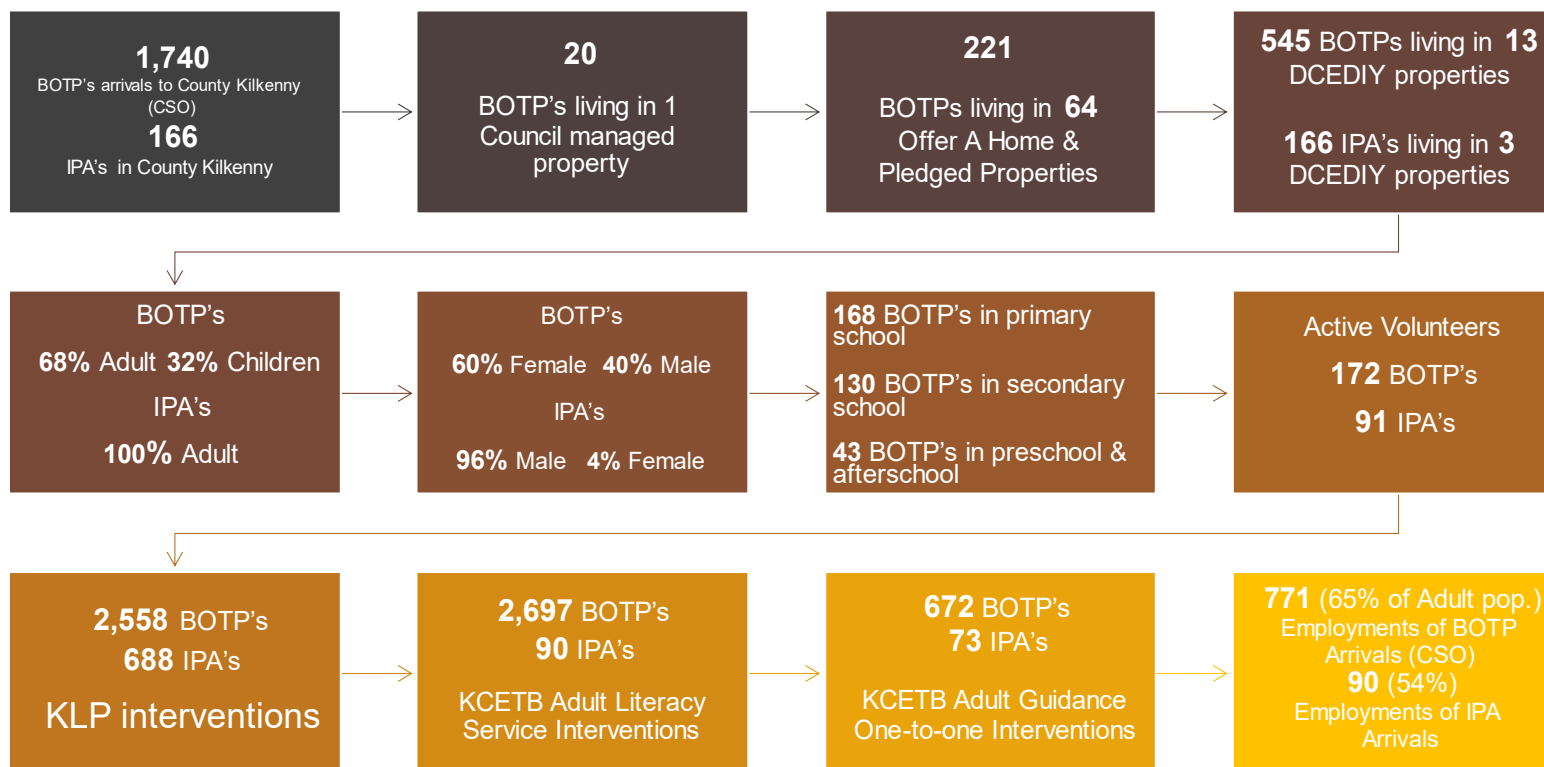 1,740
BOTP’s arrivals to County Kilkenny
(CSO)
166
IPA’s in County Kilkenny
20
BOTP’s living in 1
Council managed
property
221
BOTPs living in 64
Offer A Home &
Pledged Properties
545 BOTPs living in 13
DCEDIY properties
166 IPA’s living in 3
DCEDIY properties
BOTP’s
68% Adult 32% Children
IPA’s
100% Adult
BOTP’s
60% Female 40% Male
IPA’s
96% Male 4% Female
168 BOTP’s in primary
school
130 BOTP’s in secondary
school
43 BOTP’s in preschool &
afterschool
Active Volunteers
172 BOTP’s
91 IPA’s
2,558 BOTP’s
688 IPA’s
KLP interventions
2,697 BOTP’s
90 IPA’s
KCETB Adult Literacy
Service Interventions
672 BOTP’s
73 IPA’s
KCETB Adult Guidance
One-to-one Interventions
771 (65% of Adult pop.)
Employments of BOTP
Arrivals (CSO)
90 (54%)
Employments of IPA
Arrivals